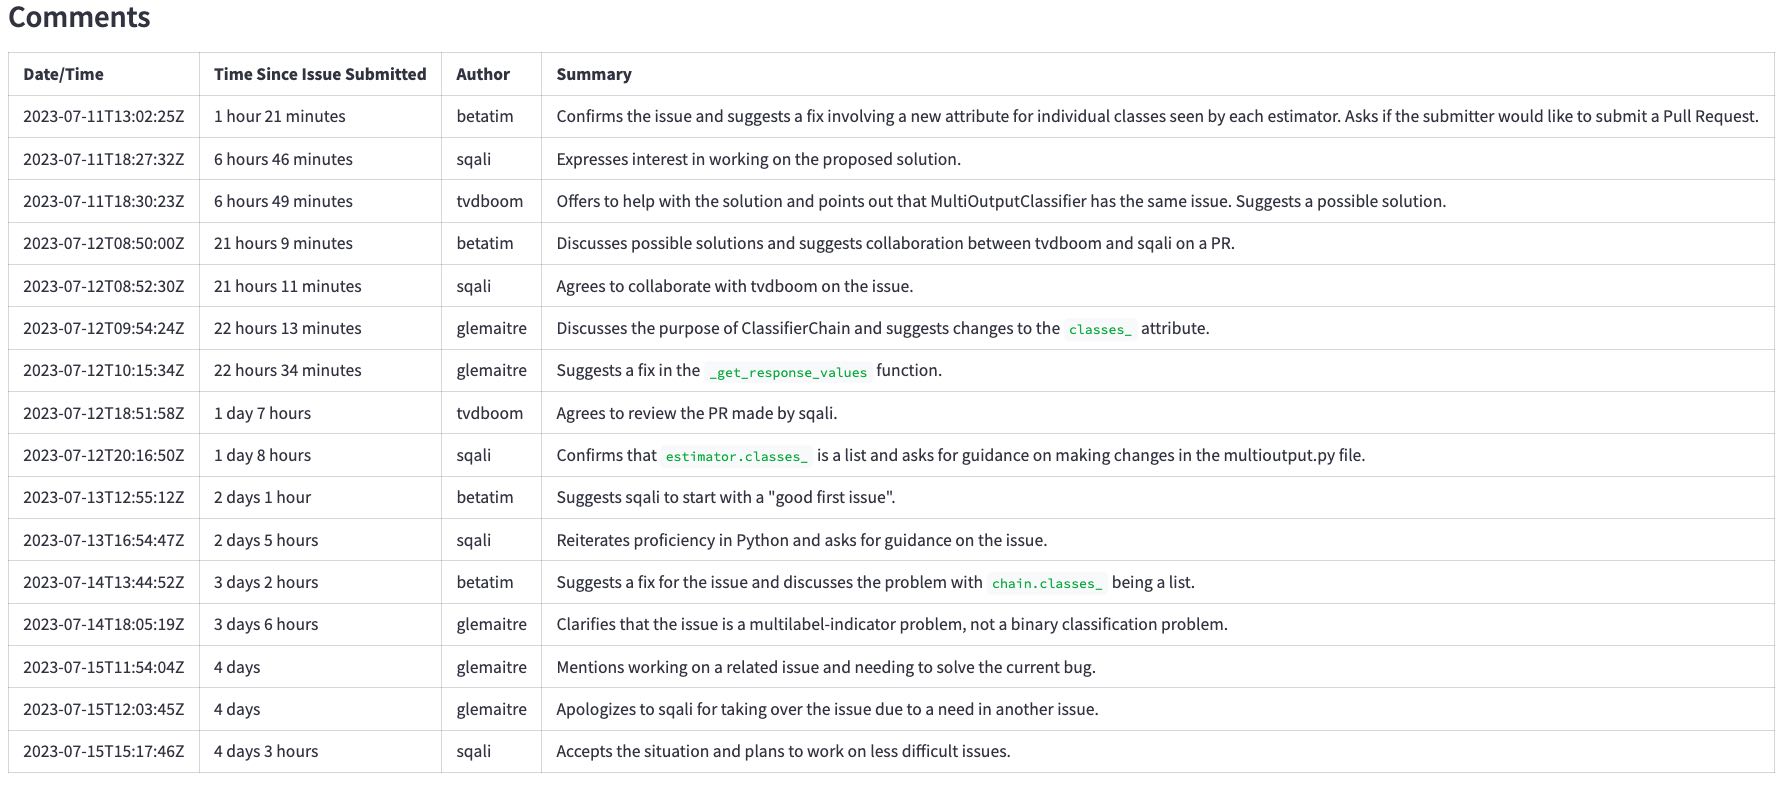 Comments
Date/Time Time Since Issue Submitted Author Summary
2023-07-11T13:02:25Z 1 hour 21 minutes betatim Confirms the issue and suggests a fix involving a new attribute for individual classes seen by each estimator. Asks if the submitter would like to submit a Pull Request.
2023-07-11T18:27:32Z 6 hours 46 minutes sqali Expresses interest in working on the proposed solution.
2023-07-11T18:30:23Z 6 hours 49 minutes tvdboom Offers to help with the solution and points out that MultiOutputClassifier has the same issue. Suggests a possible solution.
2023-07-12T08:50:00Z 21 hours 9 minutes betatim Discusses possible solutions and suggests collaboration between tvdboom and sqali on a PR.
2023-07-12T08:52:30Z 21 hours 11 minutes sqali Agrees to collaborate with tvdboom on the issue.
2023-07-12T09:54:24Z 22 hours 13 minutes glemaitre Discusses the purpose of ClassifierChain and suggests changes to the classes_ attribute.
2023-07-12T10:15:34Z 22 hours 34 minutes glemaitre Suggests a fix in the _get_response_values function.
2023-07-12T18:51:58Z 1 day 7 hours tvdboom Agrees to review the PR made by sqali.
2023-07-12T20:16:50Z 1 day 8 hours sqali Confirms that estimator.classes_ is a list and asks for guidance on making changes in the multioutput.py file.
2023-07-13T12:55:12Z 2 days 1 hour betatim Suggests sqali to start with a "good first issue".
2023-07-13T16:54:47Z 2 days 5 hours sqali Reiterates proficiency in Python and asks for guidance on the issue.
2023-07-14T13:44:52Z 3 days 2 hours betatim Suggests a fix for the issue and discusses the problem with chain.classes_ being a list.
2023-07-14T18:05:19Z 3 days 6 hours glemaitre Clarifies that the issue is a multilabel-indicator problem, not a binary classification problem.
2023-07-15T11:54:04Z 4 days glemaitre Mentions working on a related issue and needing to solve the current bug.
2023-07-15T12:03:45Z 4 days glemaitre Apologizes to sqali for taking over the issue due to a need in another issue.
2023-07-15T15:17:46Z 4 days 3 hours sqali Accepts the situation and plans to work on less difficult issues.